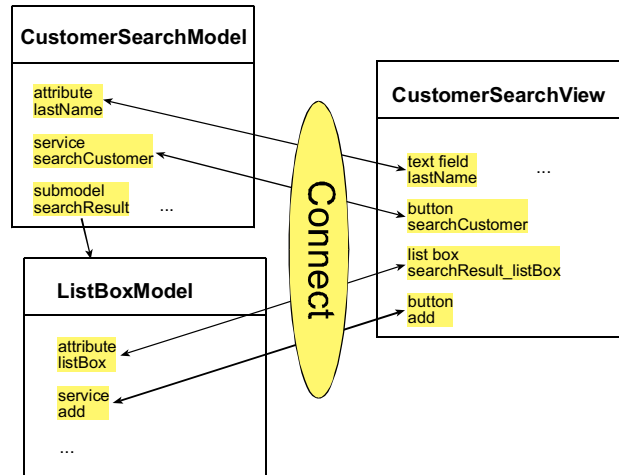 CustomerSearchModel
attribute
lastName
service
searchCustomer
submodel
searchResult
...
ListBoxModel
attribute
listBox
service
add
...
Connect
CustomerSearchView
text field
lastName
...
button
searchCustomer
list box
searchResult_listBox
button
add